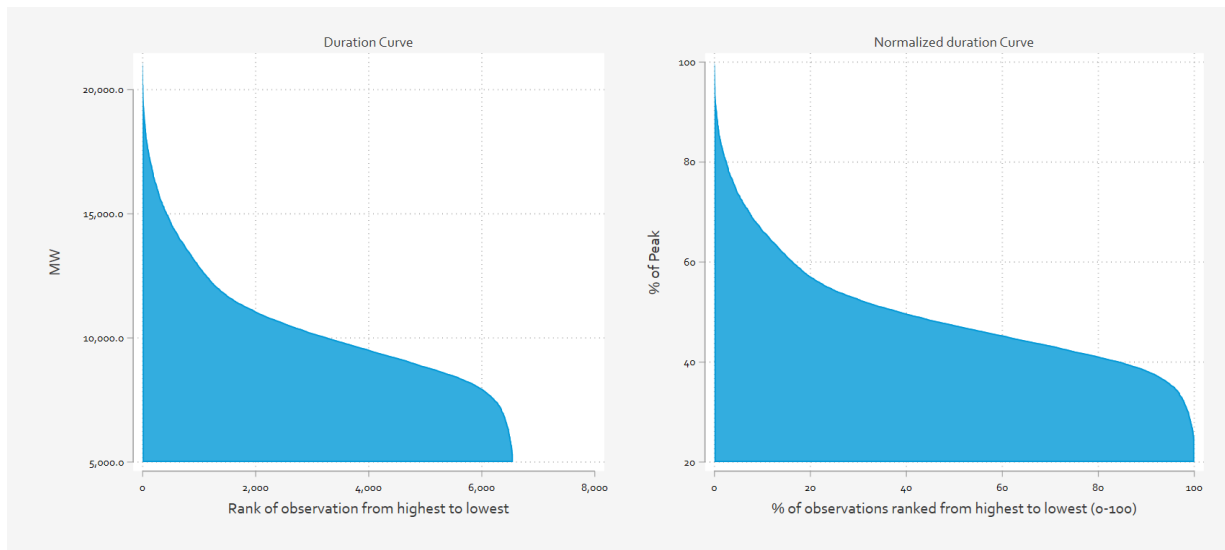 Duration Curve
20,000.0
15,000.0
10,000.0
5,000.0
MW
0 2,000 4,000 6,000 8,000
Rank of observation from highest to lowest
Normalized duration Curve
100
80
60
40
20
% of Peak
0 20 40 60 80 100
% of observations ranked from highest to lowest (0-100)